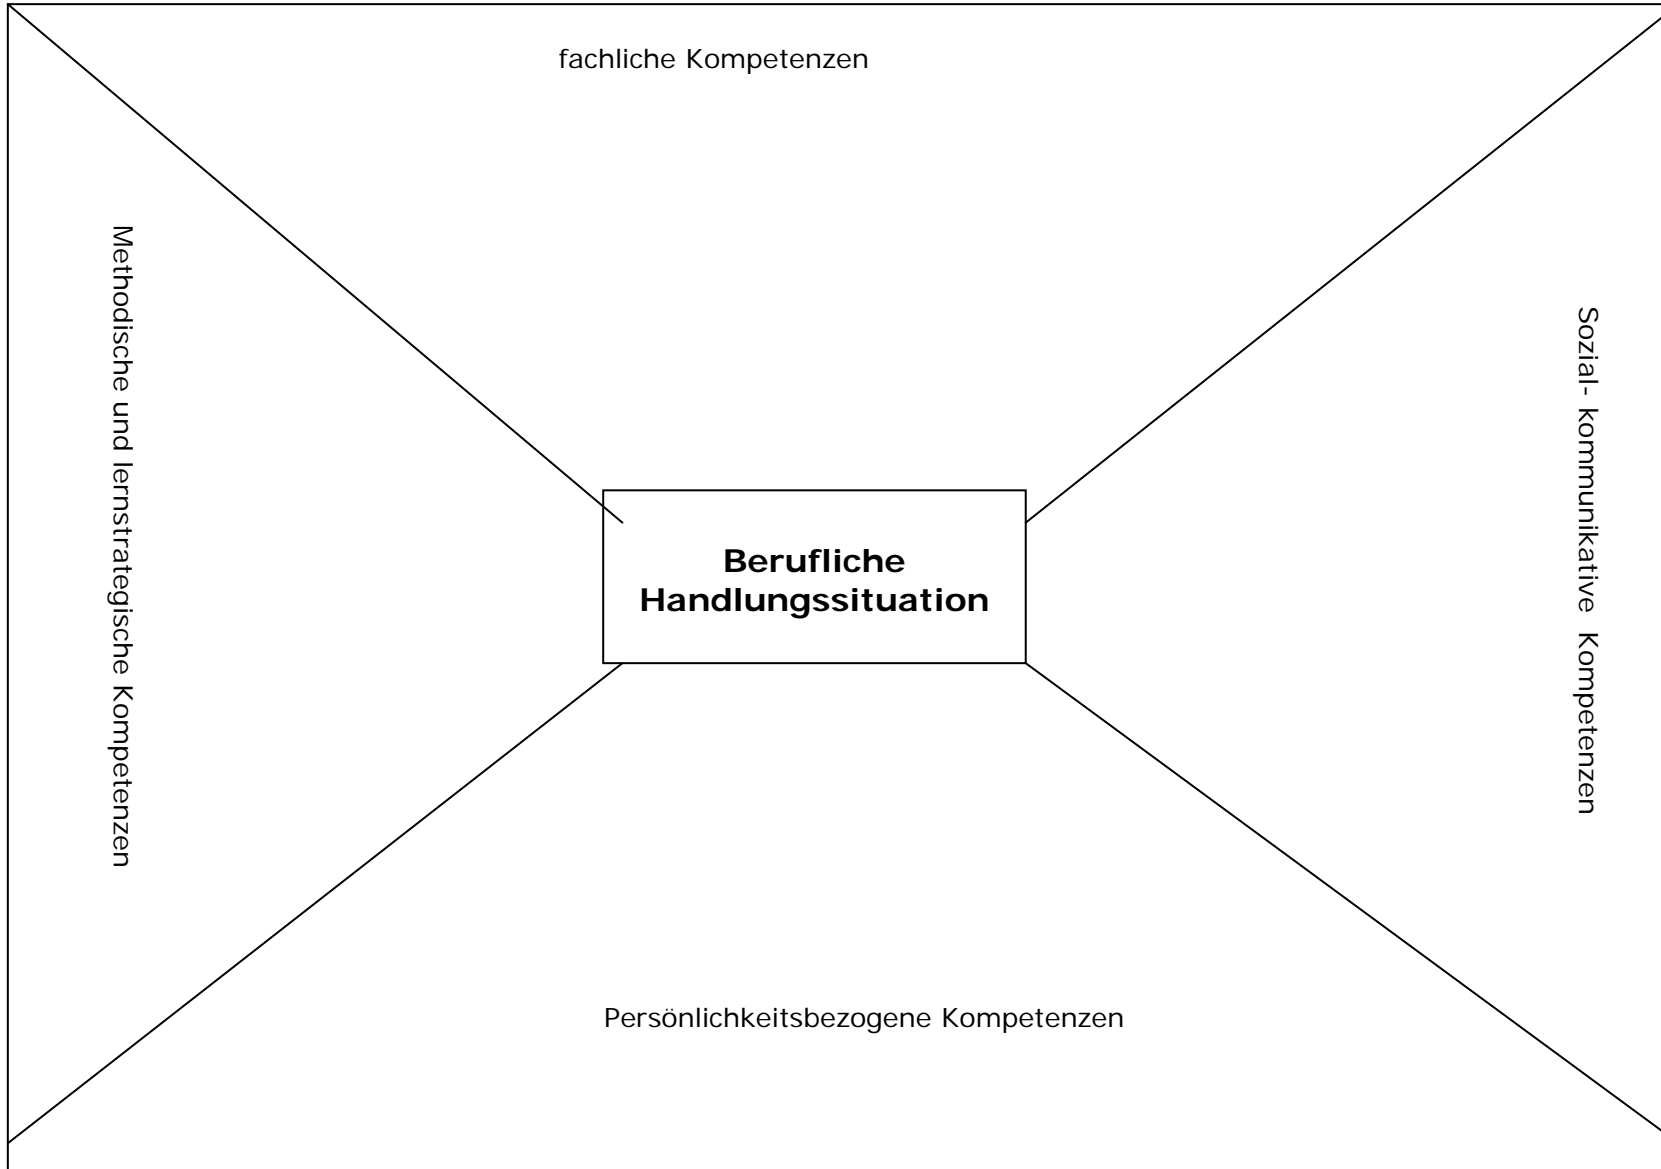 fachliche Kompetenzen
Methodische und lernstrategische Kompetenzen
Sozial- kommunikative Kompetenzen
Berufliche
Handlungssituation
Persönlichkeitsbezogene Kompetenzen